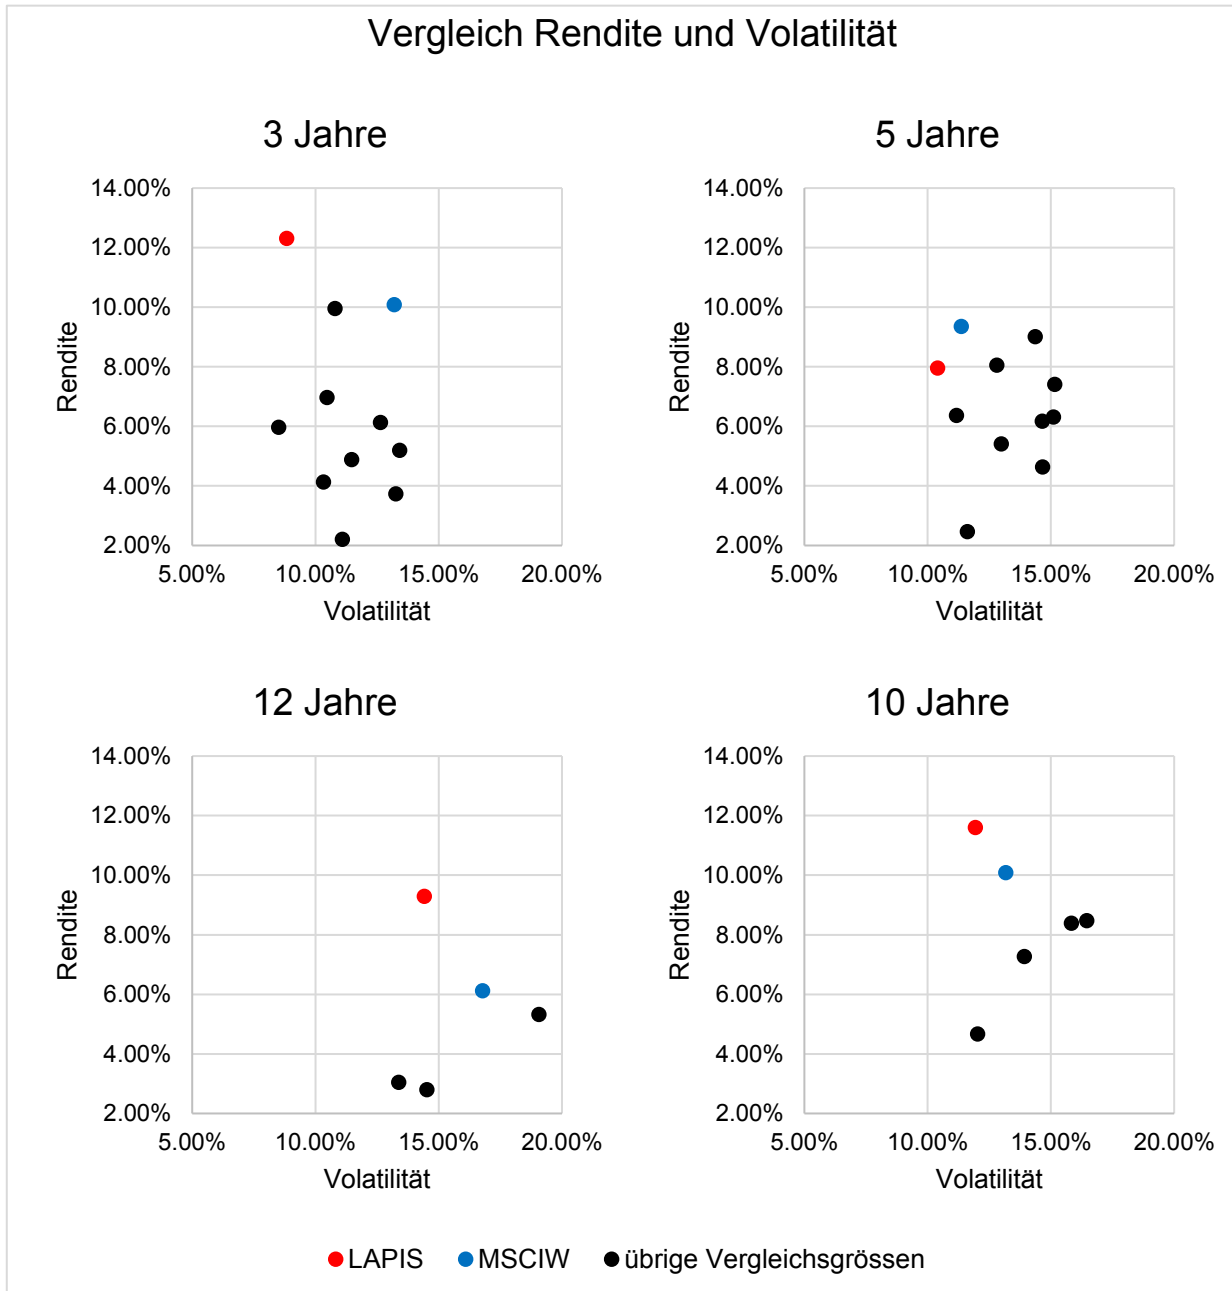 Vergleich Rendite und Volatilität
3 Jahre
14.00%
12.00%
10.00%
8.00%
6.00%
4.00%
2.00%
5.00% 10.00% 15.00% 20.00%
Rendite
Volatilität
5 Jahre
14.00%
12.00%
10.00%
8.00%
6.00%
4.00%
2.00%
5.00% 10.00% 15.00% 20.00%
Rendite
Volatilität
12 Jahre
14.00%
12.00%
10.00%
8.00%
6.00%
4.00%
2.00%
5.00% 10.00% 15.00% 20.00%
Rendite
Volatilität
10 Jahre
14.00%
12.00%
10.00%
8.00%
6.00%
4.00%
2.00%
5.00% 10.00% 15.00% 20.00%
Rendite
Volatilität
LAPIS MSCIW übrige Vergleichsgrössen